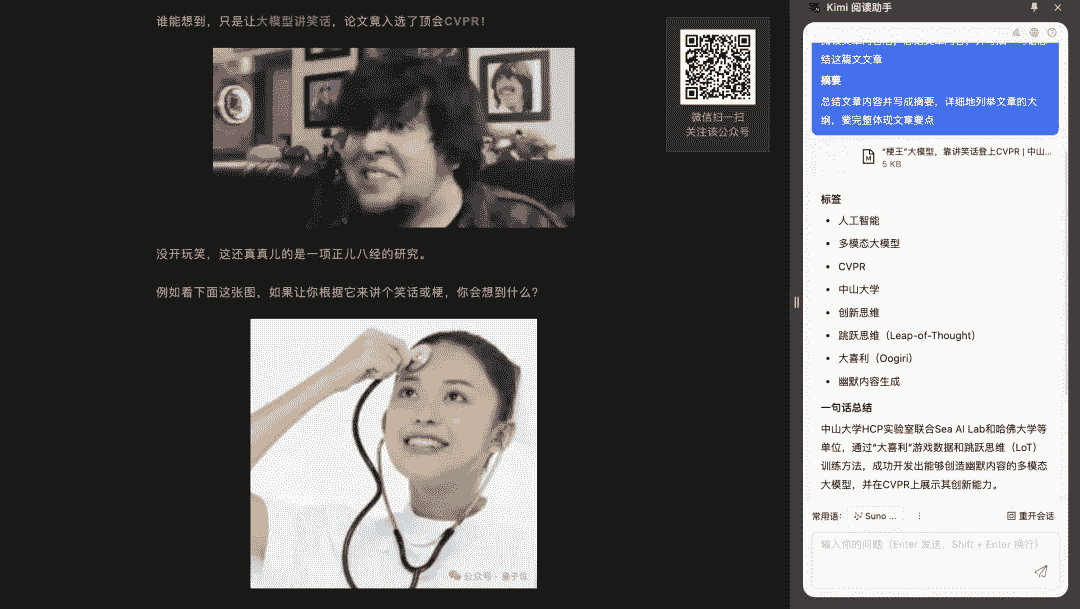 谁能想到，只是让大模型讲笑话，论文竟入选了顶会CVPR！
没开玩笑，这还真真儿的是一项正儿八经的研究。
例如看下面这张图，如果让你根据它来讲个笑话或梗，你会想到什么？
公众号 · 量子位
微信扫一扫
关注该公众号
Kimi 阅读助手
结这篇文文章
摘要
总结文章内容并写成摘要，详细地列举文章的大
纲，要完整体现文章要点
“梗王”大模型，靠讲笑话登上CVPR | 中山...
5 KB
标签
人工智能
多模态大模型
CVPR
中山大学
创新思维
跳跃思维（Leap-of-Thought）
大喜利（Oogiri）
幽默内容生成
一句话总结
中山大学HCP实验室联合Sea AI Lab和哈佛大学等
单位，通过“大喜利”游戏数据和跳跃思维（LoT）
训练方法，成功开发出能够创造幽默内容的多模态
大模型，并在CVPR上展示其创新能力。
常用语：
Suno ...
重开会话
输入你的问题（Enter 发送，Shift + Enter 换行）